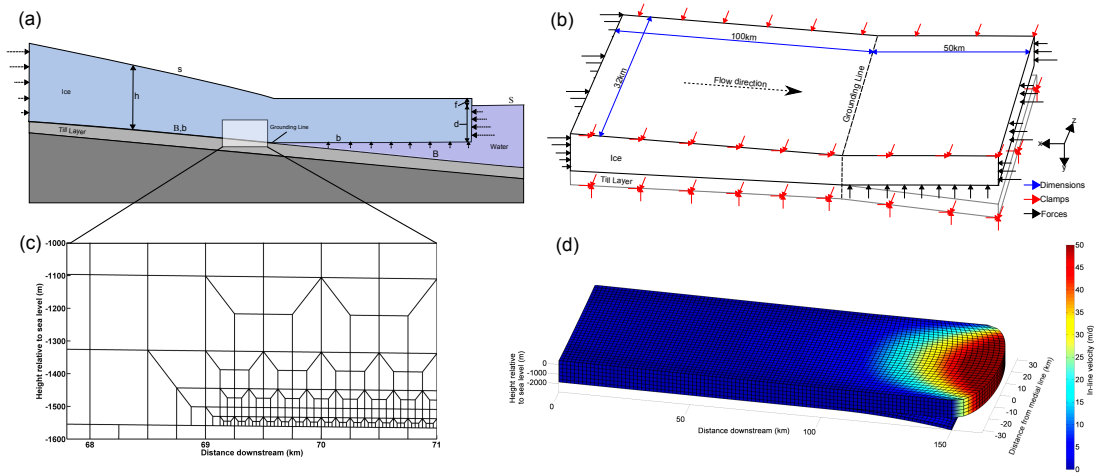 (a)
s
S
Ice
h
f
d
B,b
Till Layer
Grounding Line
b
B
Water
(b)
100km
50km
32km
Flow direction
Grounding Line
Ice
Till Layer
x
y
z
Dimensions
Clamps
Forces
(c)
Height relative to sea level (m)
-1000
-1100
-1200
-1300
-1400
-1500
-1600
68
69
70
71
Distance downstream (km)
(d)
Height relative
to sea level (m)
0
-1000
-2000
0
50
100
150
Distance downstream (km)
30
20
10
0
-10
-20
-30
Distance from medial line (km)
50
45
40
35
30
25
20
15
10
5
0
In-line velocity (m/d)